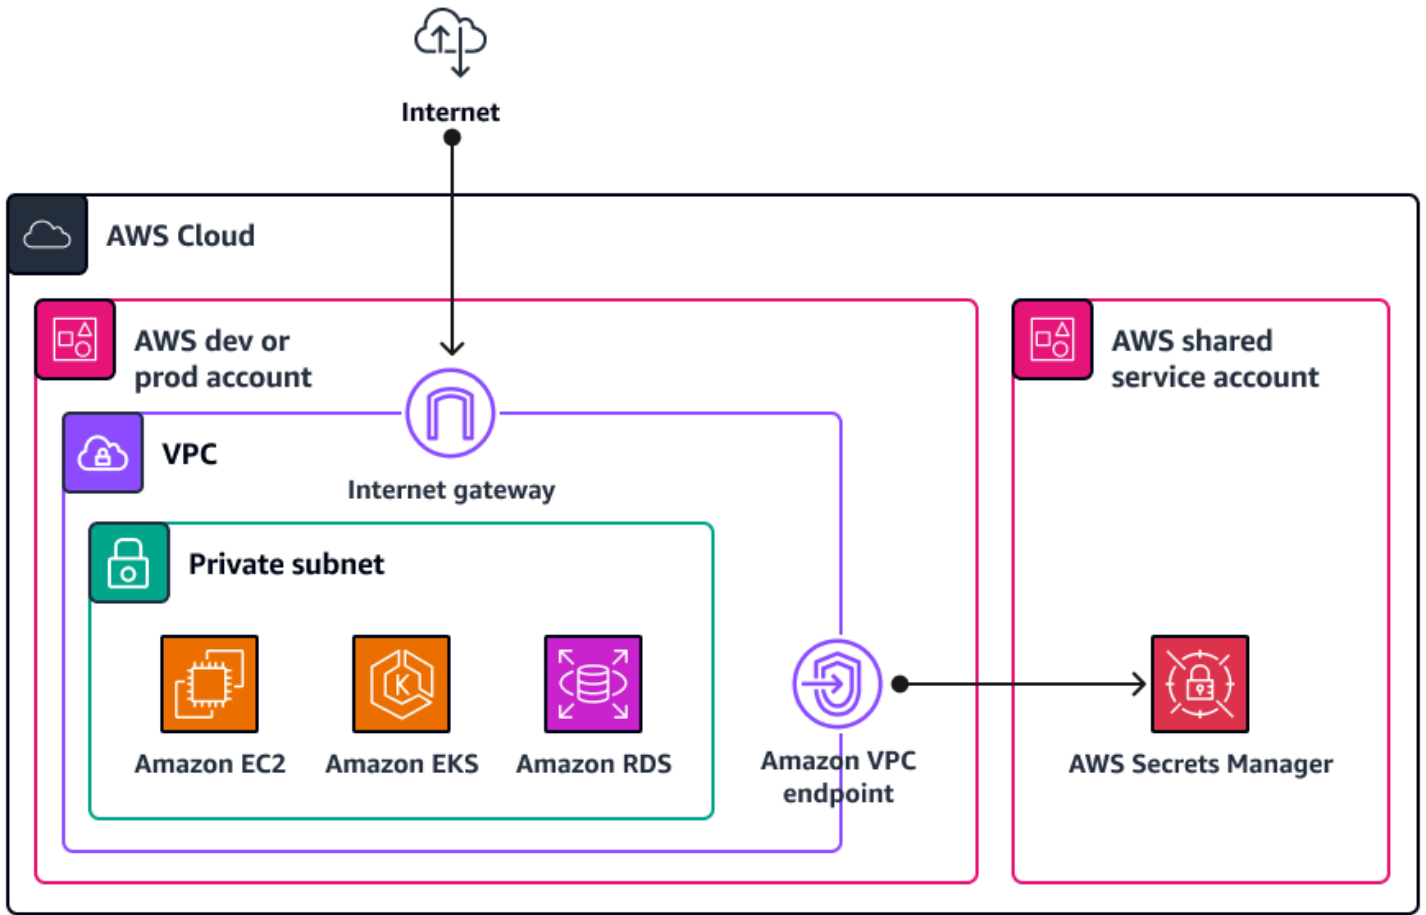 Internet
AWS Cloud
AWS dev or
prod account
AWS shared
service account
VPC
Internet gateway
Private subnet
K
Amazon EC2
Amazon EKS
Amazon RDS
Amazon VPC
endpoint
AWS Secrets Manager